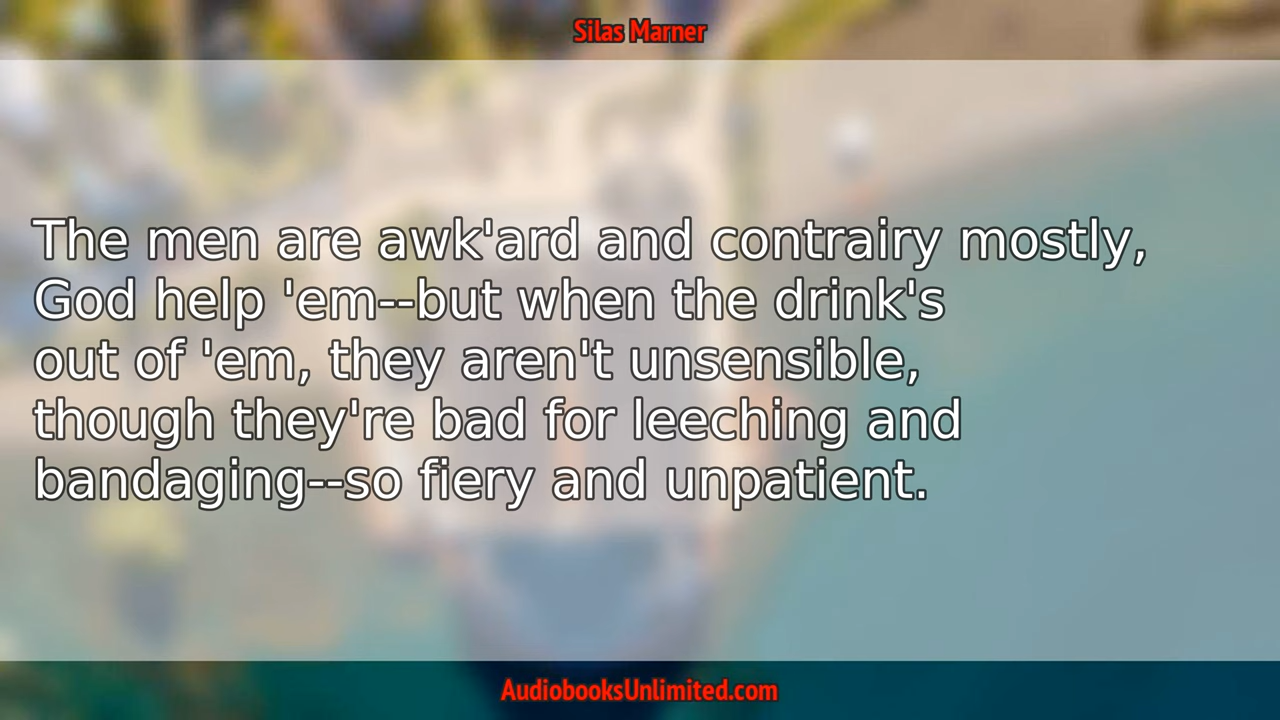 Silas Marner
The men are awk'ard and contrairy mostly,
God help 'em--but when the drink's
out of 'em, they aren't unsensible,
though they're bad for leeching and
bandaging--so fiery and unpatient.
AudiobooksUnlimited.com